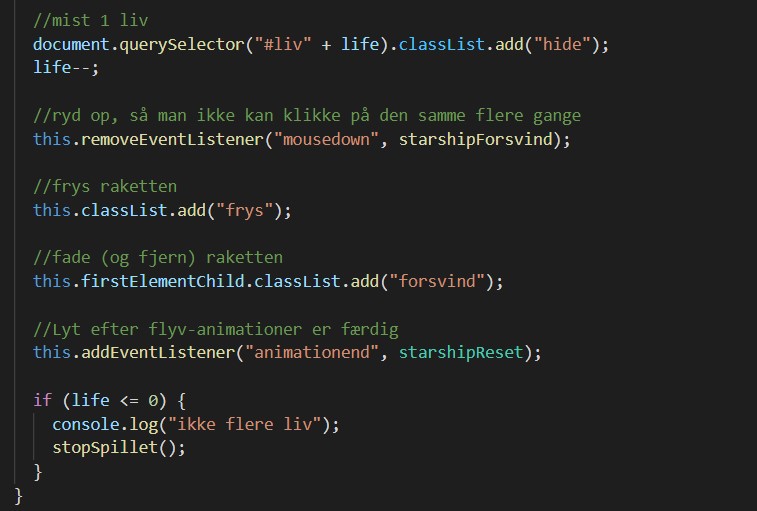 //mist 1 liv
document.querySelector("#liv" + life).classList.add("hide");
life--;
//ryd op, så man ikke kan klikke på den samme flere gange
this.removeEventListener("mousedown", starshipForsvind);
//frys raketten
this.classList.add("frys");
//fade (og fjern) raketten
this.firstElementChild.classList.add("forsvind");
//Lyt efter flyv-animationer er færdig
this.addEventListener("animationend", starshipReset);
if (life <= 0) {
console.log("ikke flere liv");
stopSpillet();
}
}